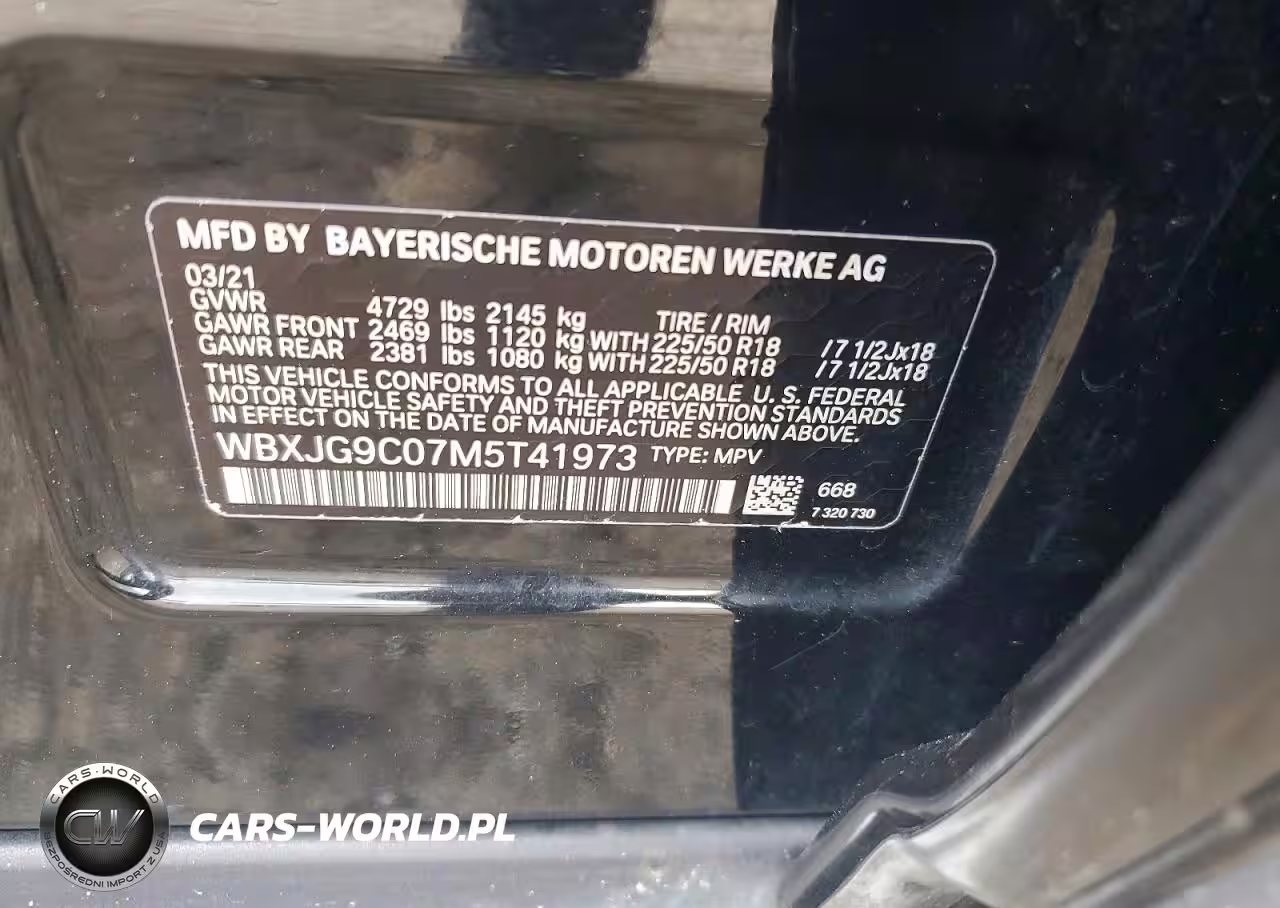 MFD BY BAYERISCHE MOTOREN WERKE AG
03/21
GVWR 4729 lbs 2145 kg TIRE / RIM
GAWR FRONT 2469 lbs 1120 kg WITH 225/50 R18 / 7 1/2Jx18
GAWR REAR 2381 lbs 1080 kg WITH 225/50 R18 / 7 1/2Jx18
THIS VEHICLE CONFORMS TO ALL APPLICABLE U. S. FEDERAL
MOTOR VEHICLE SAFETY AND THEFT PREVENTION STANDARDS
IN EFFECT ON THE DATE OF MANUFACTURE SHOWN ABOVE.
WBXJG9C07M5T41973 TYPE: MPV
668
7 320 730
CARS-WORLD
CW
BEZPOŚREDNI IMPORT Z USA
CARS-WORLD.PL